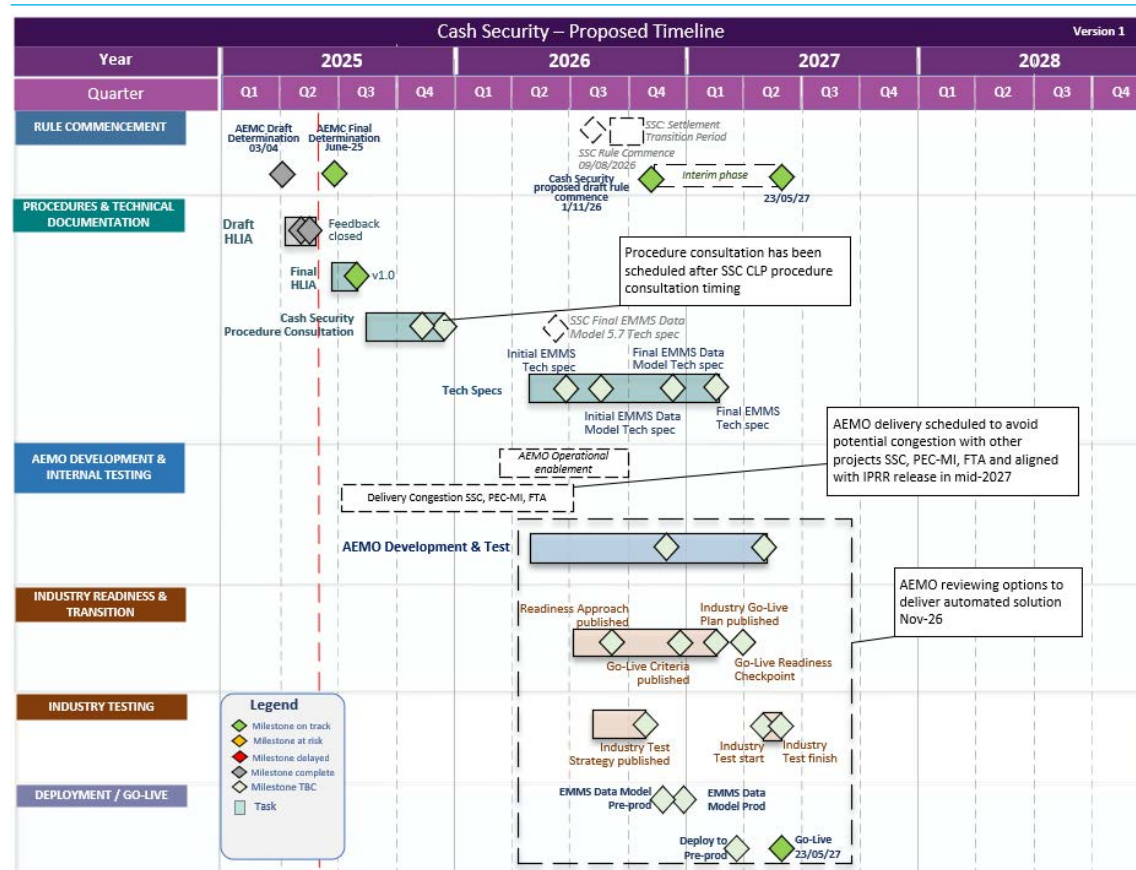 Cash Security – Proposed Timeline
Version 1
Year
2025
2026
2027
2028
Quarter
Q1
Q2
Q3
Q4
Q1
Q2
Q3
Q4
Q1
Q2
Q3
Q4
Q1
Q2
Q3
Q4
RULE COMMENCEMENT
AEMC Draft
Determination
03/04
AEMC Final
Determination
June-25
SSC: Settlement
Transition Period
SSC Rule Commence
09/08/2026
Cash Security
proposed draft rule
commence
1/11/26
Interim phase
23/05/27
PROCEDURES & TECHNICAL
DOCUMENTATION
Draft
HLIA
Feedback
closed
Final
HLIA
v1.0
Procedure consultation has been
scheduled after SSC CLP procedure
consultation timing
Cash Security
Procedure Consultation
SSC Final EMMS Data
Model 5.7 Tech spec
Initial EMMS
Tech spec
Final EMMS Data
Model Tech spec
Tech Specs
Initial EMMS Data
Model Tech spec
Final EMMS
Tech spec
AEMO delivery scheduled to avoid
potential congestion with other
projects SSC, PEC-MI, FTA and aligned
with IPRR release in mid-2027
AEMO DEVELOPMENT &
INTERNAL TESTING
AEMO Operational
enablement
Delivery Congestion SSC, PEC-MI, FTA
AEMO Development & Test
AEMO reviewing options to
deliver automated solution
Nov-26
INDUSTRY READINESS &
TRANSITION
Readiness Approach
published
Industry Go-Live
Plan published
Go-Live Criteria
published
Go-Live Readiness
Checkpoint
INDUSTRY TESTING
Industry Test
Strategy published
Industry
Test start
Industry
Test finish
Legend
Milestone on track
Milestone at risk
Milestone delayed
Milestone complete
Milestone TBC
Task
DEPLOYMENT / GO-LIVE
EMMS Data Model
Pre-prod
EMMS Data
Model Prod
Deploy to
Pre-prod
Go-Live
23/05/27